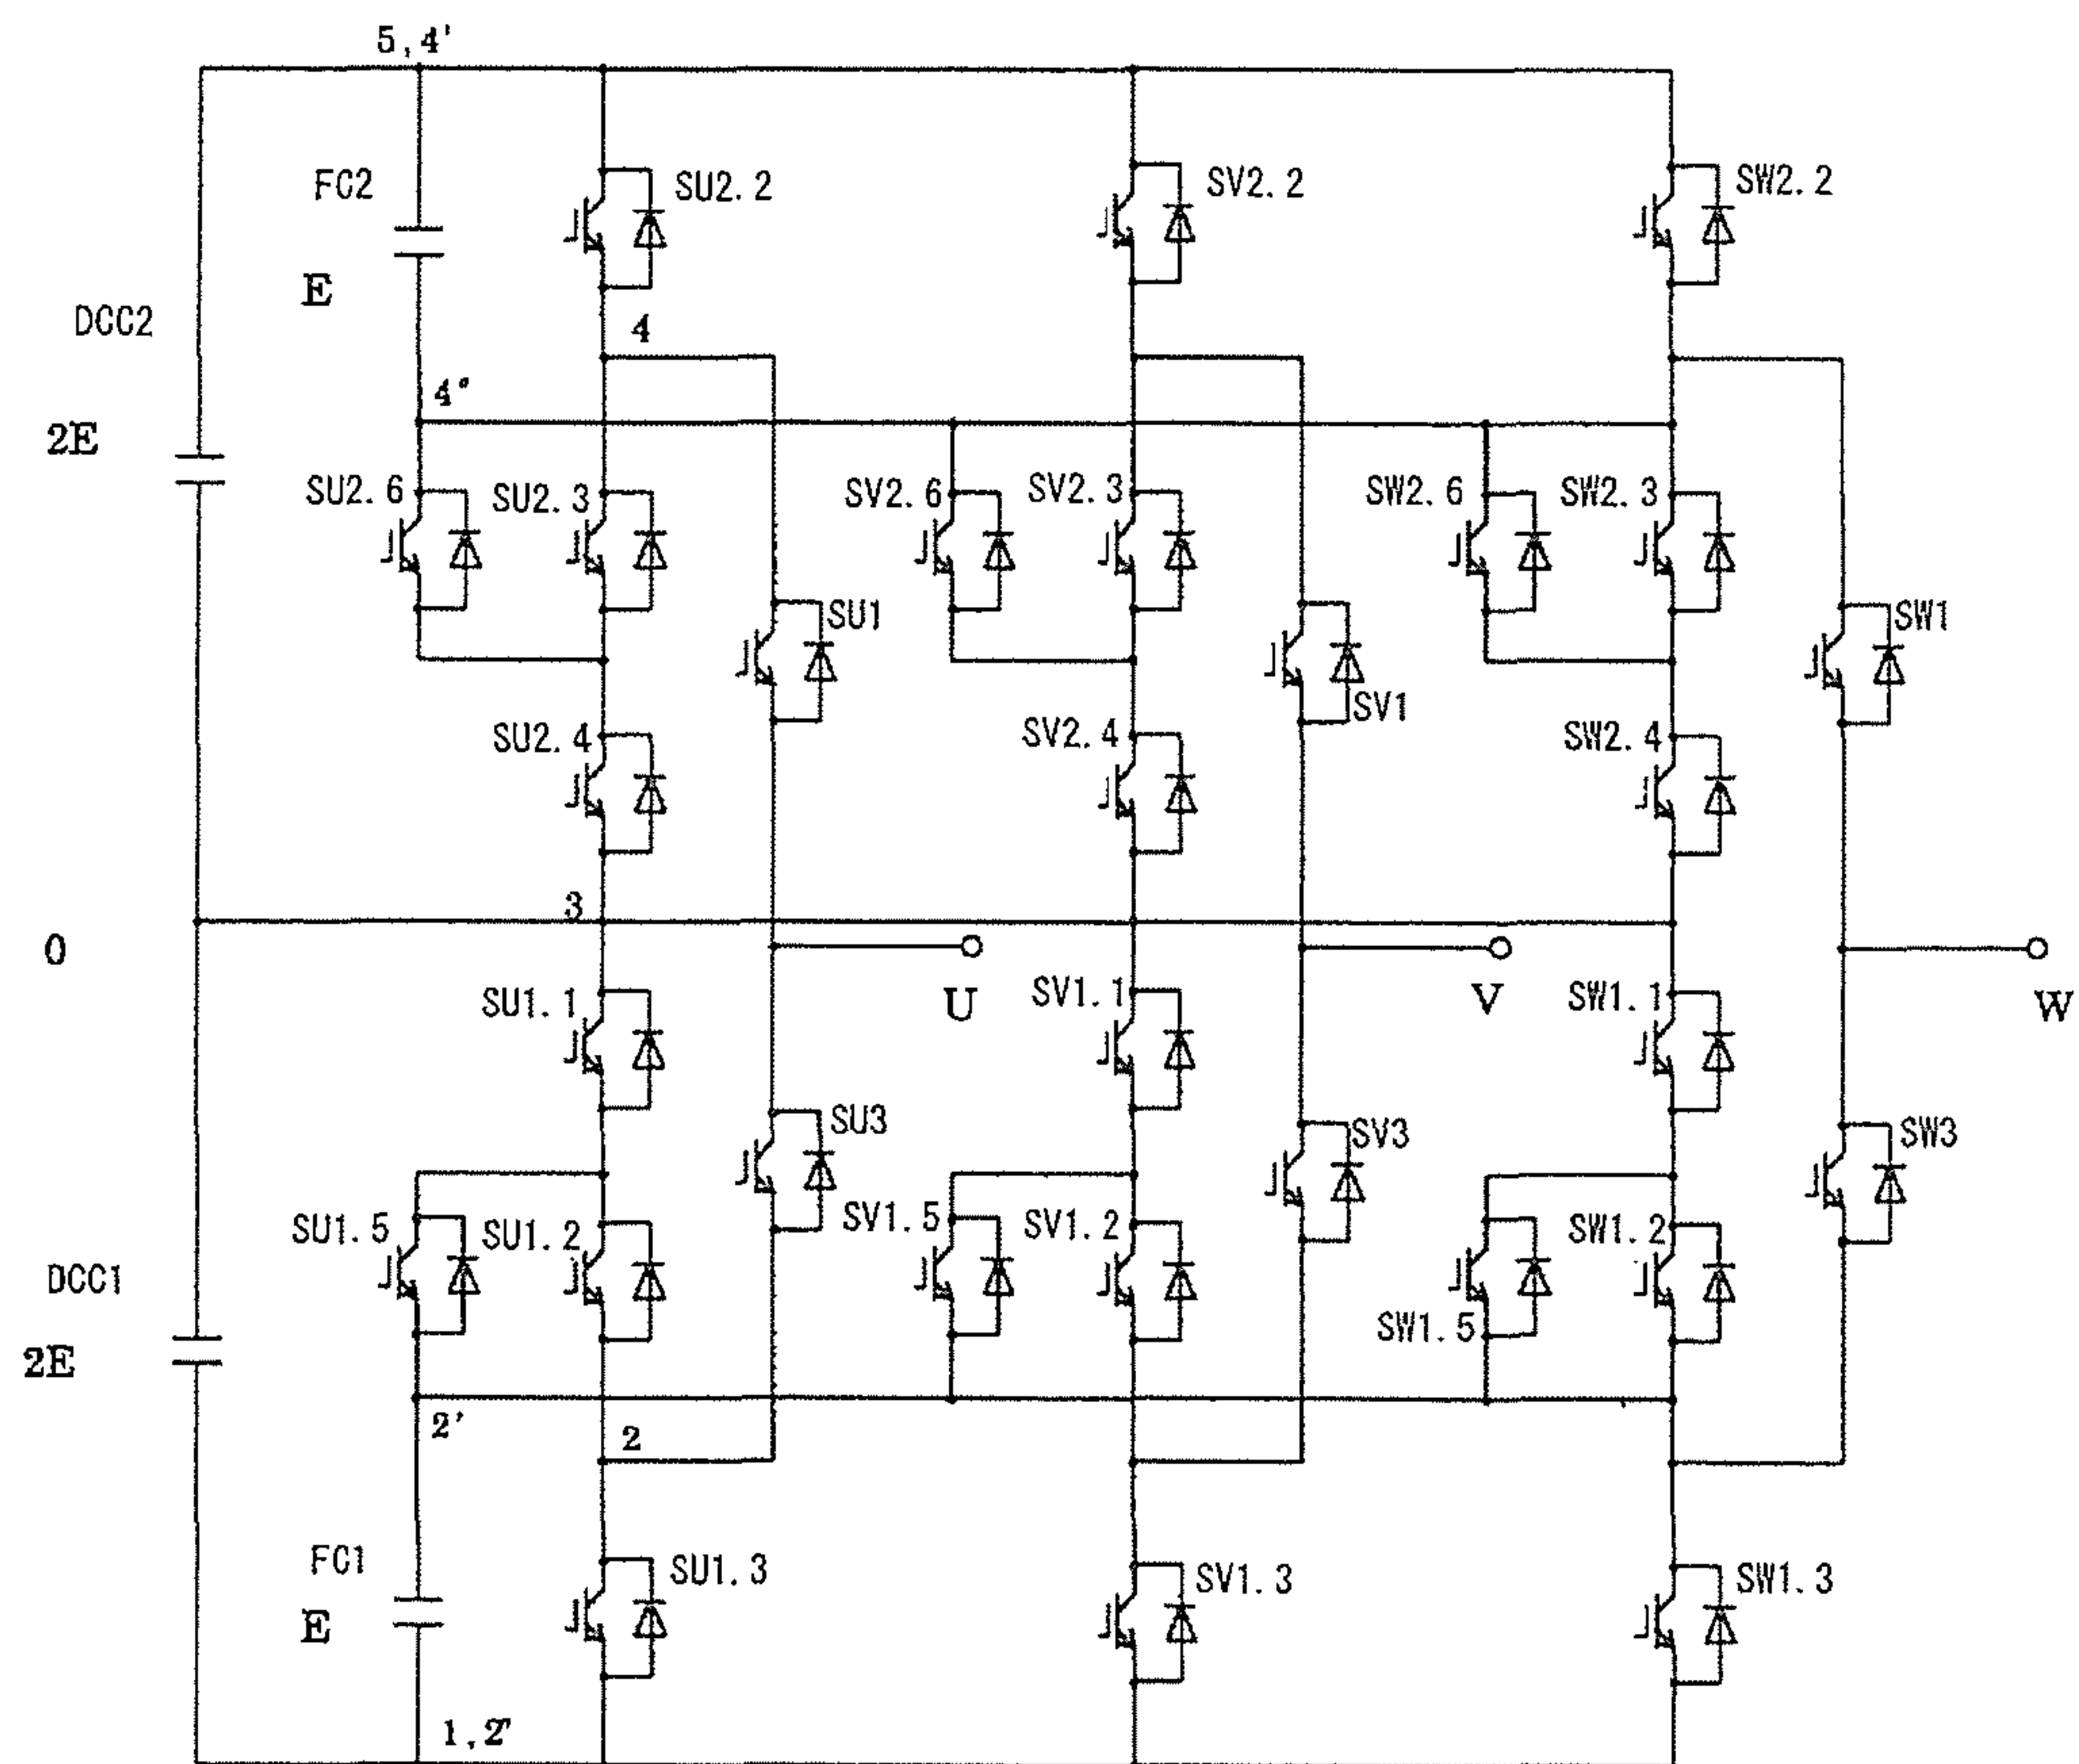 5,4'
FC2
SU2.2
SV2.2
SW2.2
E
DCC2
4
4"
2E
SU2.6
SU2.3
SV2.6
SV2.3
SW2.6
SW2.3
SU1
SW1
SV1
SU2.4
SV2.4
SW2.4
3
0
SU1.1
U
SV1.1
V
SW1.1
W
SU3
SV3
SW3
SU1.5
SU1.2
SV1.5
SV1.2
SW1.2
DCC1
SW1.5
2E
2'
2
FC1
SU1.3
SV1.3
SW1.3
E
1,2"